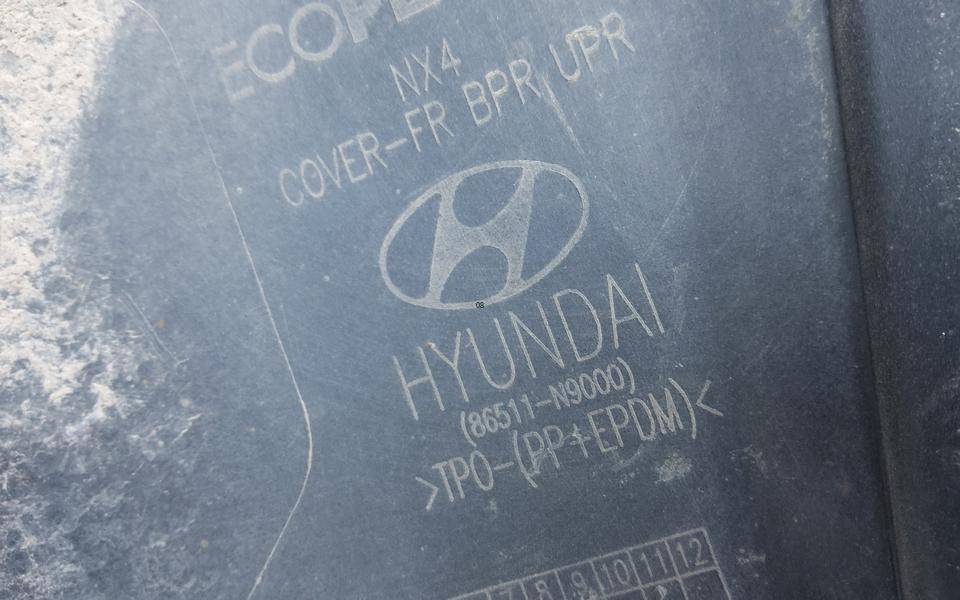 NX4
COVER-FR BPR UPR
HYUNDAI
(86511-N9000)
>TPO-(PP+EPDM)<
7 8 9 10 11 12